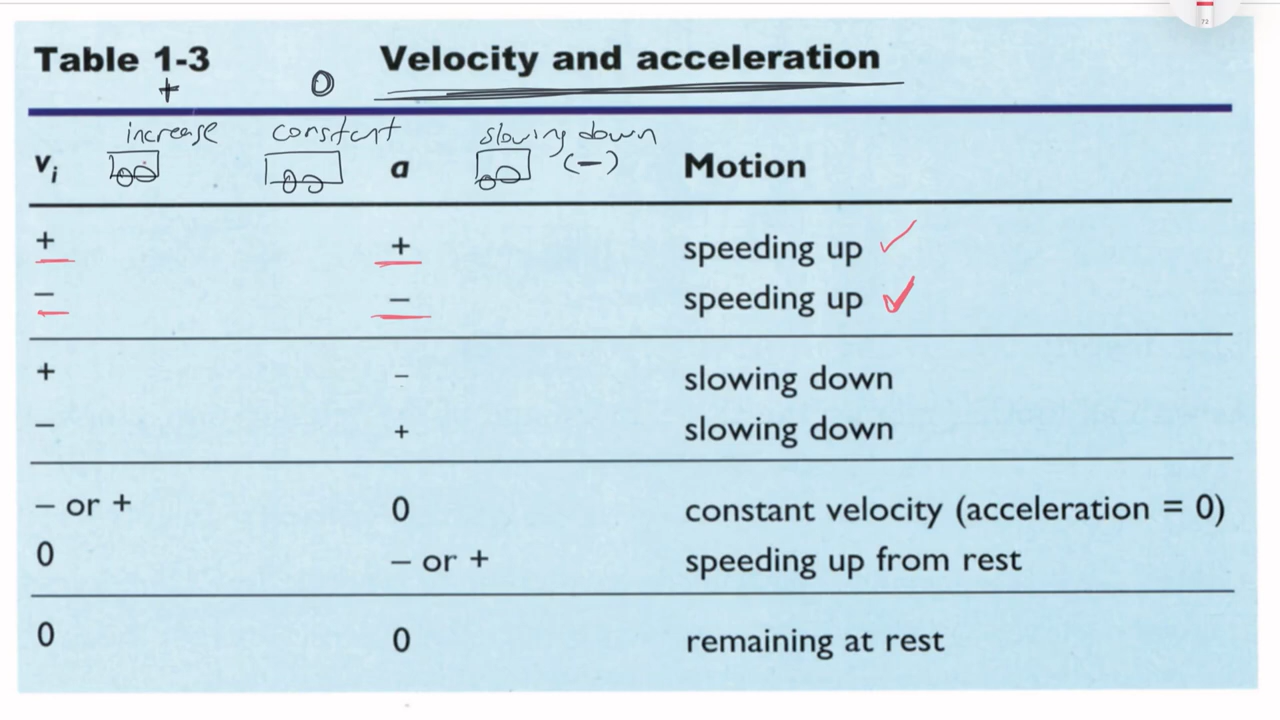 72
Table 1-3 Velocity and acceleration
+ 0
increase constant slowing down
vi a (−) Motion
+ + speeding up
− − speeding up
+ − slowing down
− + slowing down
− or + 0 constant velocity (acceleration = 0)
0 − or + speeding up from rest
0 0 remaining at rest